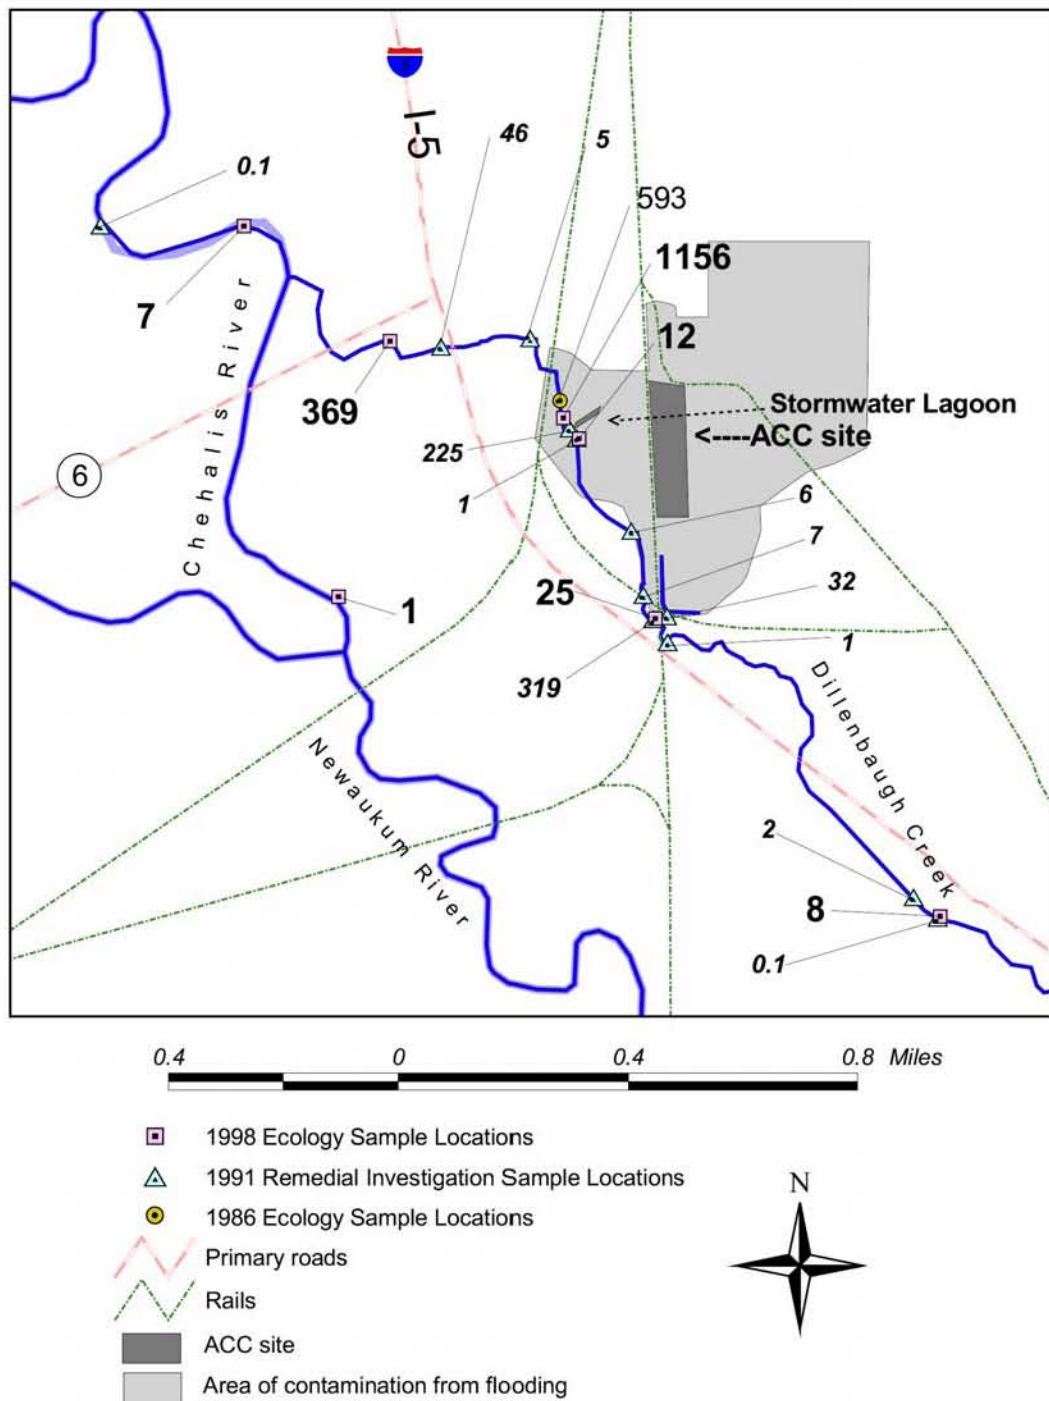 I-5
46
5
0.1
593
1156
7
12
369
Stormwater Lagoon
<----ACC site
225
6
1
6
7
Chehalis River
25
32
1
1
319
Dillenbaugh Creek
Newaukum River
2
8
0.1
0.4 0 0.4 0.8 Miles
1998 Ecology Sample Locations
1991 Remedial Investigation Sample Locations
1986 Ecology Sample Locations
N
Primary roads
Rails
ACC site
Area of contamination from flooding